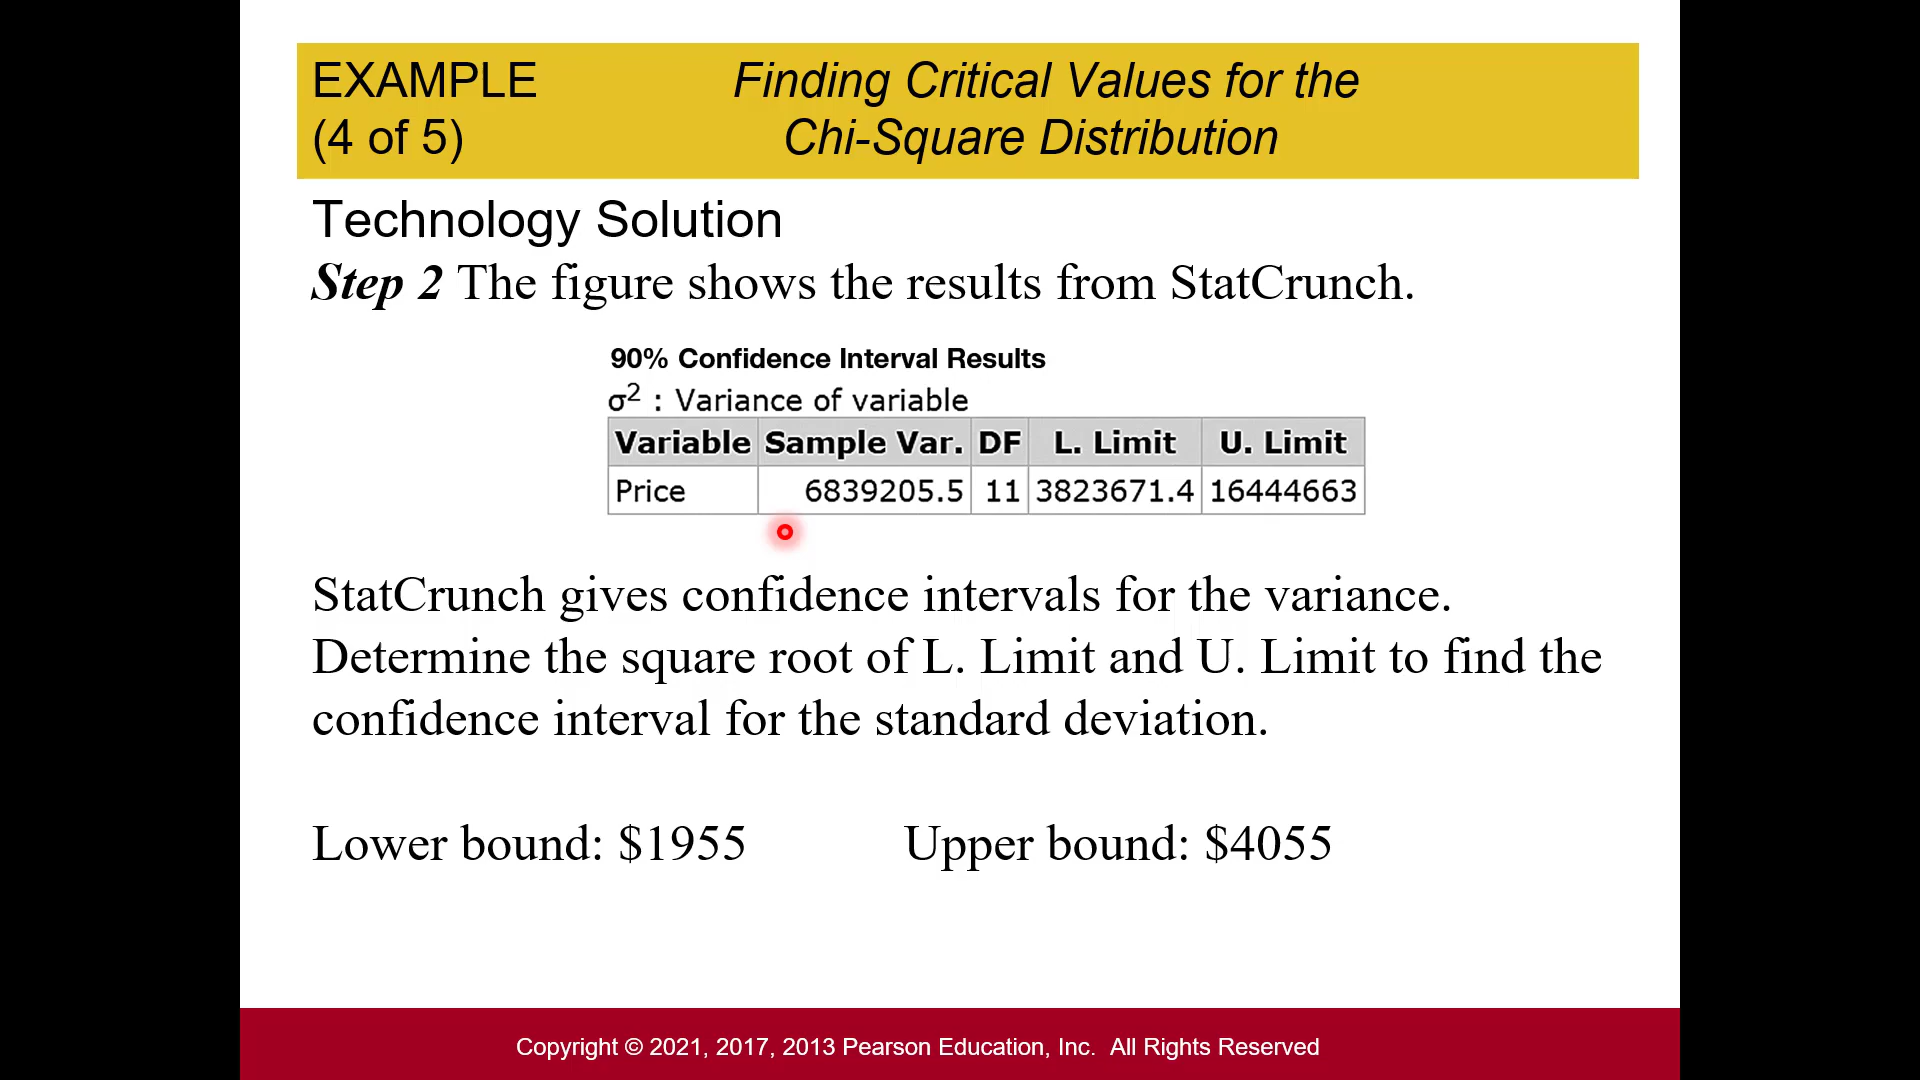 EXAMPLE Finding Critical Values for the
(4 of 5) Chi-Square Distribution
Technology Solution
Step 2 The figure shows the results from StatCrunch.
90% Confidence Interval Results
σ² : Variance of variable
Variable Sample Var. DF L. Limit U. Limit
Price 6839205.5 11 3823671.4 16444663
StatCrunch gives confidence intervals for the variance.
Determine the square root of L. Limit and U. Limit to find the
confidence interval for the standard deviation.
Lower bound: $1955 Upper bound: $4055
Copyright © 2021, 2017, 2013 Pearson Education, Inc. All Rights Reserved